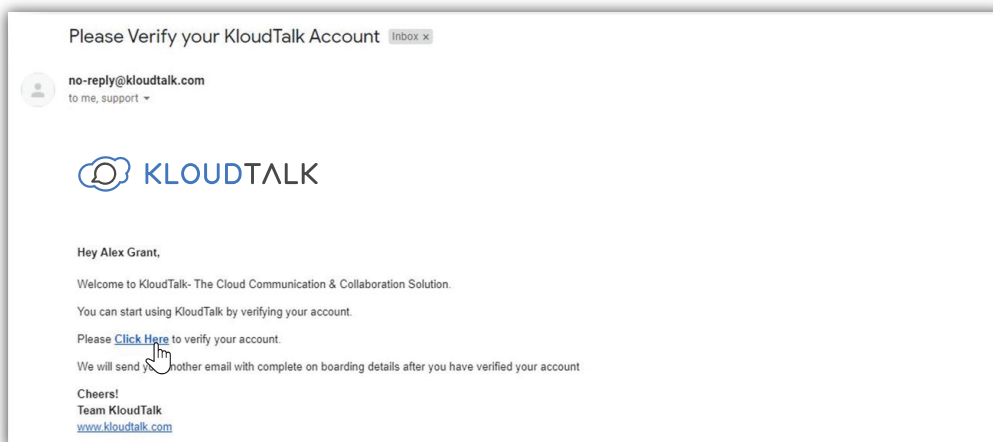 Please Verify your KloudTalk Account Inbox x
no-reply@kloudtalk.com
to me, support
KLOUDTALK
Hey Alex Grant,
Welcome to KloudTalk- The Cloud Communication & Collaboration Solution.
You can start using KloudTalk by verifying your account.
Please Click Here to verify your account.
We will send another email with complete on boarding details after you have verified your account
Cheers!
Team KloudTalk
www.kloudtalk.com